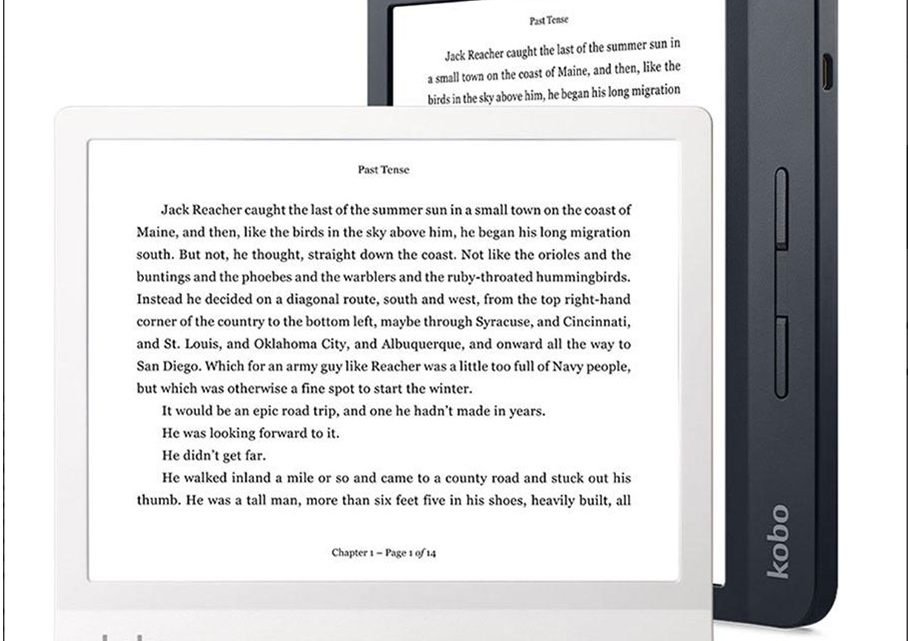 Past Tense
Jack Reacher caught the last of the summer sun in
a small town on the coast of Maine, and then, like the
birds in the sky above him, he began his long migration
kobo
Past Tense
Jack Reacher caught the last of the summer sun in a small town on the coast of
Maine, and then, like the birds in the sky above him, he began his long migration
south. But not, he thought, straight down the coast. Not like the orioles and the
buntings and the phoebes and the warblers and the ruby-throated hummingbirds.
Instead he decided on a diagonal route, south and west, from the top right-hand
corner of the country to the bottom left, maybe through Syracuse, and Cincinnati,
and St. Louis, and Oklahoma City, and Albuquerque, and onward all the way to
San Diego. Which for an army guy like Reacher was a little too full of Navy people,
but which was otherwise a fine spot to start the winter.
It would be an epic road trip, and one he hadn't made in years.
He was looking forward to it.
He didn't get far.
He walked inland a mile or so and came to a county road and stuck out his
thumb. He was a tall man, more than six feet five in his shoes, heavily built, all
Chapter 1 – Page 1 of 14